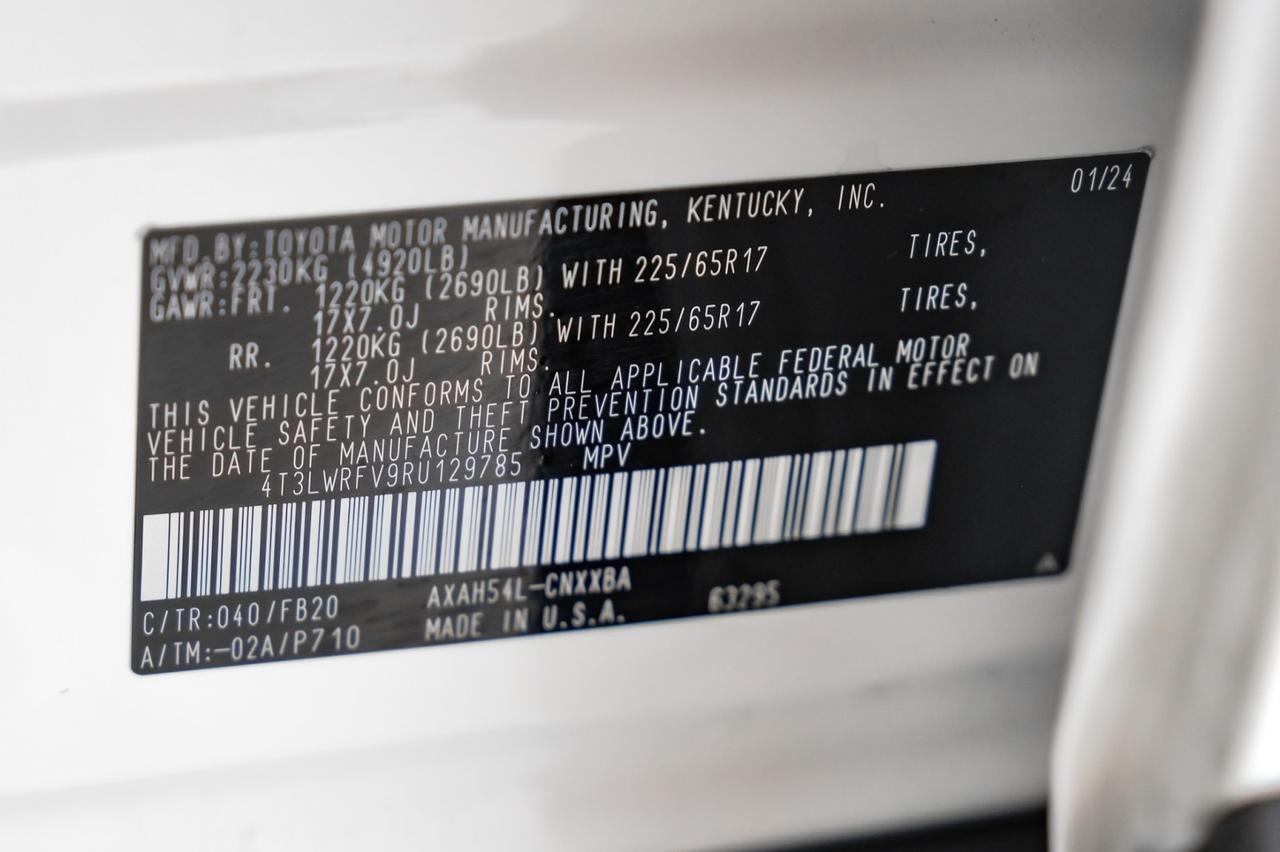 MFD.BY:TOYOTA MOTOR MANUFACTURING, KENTUCKY, INC. 01/24
GVWR:2230KG (4920LB)
GAWR:FRT. 1220KG (2690LB) WITH 225/65R17 TIRES,
17X7.0J RIMS.
RR. 1220KG (2690LB) WITH 225/65R17 TIRES,
17X7.0J RIMS.
THIS VEHICLE CONFORMS TO ALL APPLICABLE FEDERAL MOTOR
VEHICLE SAFETY AND THEFT PREVENTION STANDARDS IN EFFECT ON
THE DATE OF MANUFACTURE SHOWN ABOVE.
4T3LWRFV9RU129785 MPV
C/TR:040/FB20 AXAH54L-CNXXBA 63295
A/TM:-02A/P710 MADE IN U.S.A.